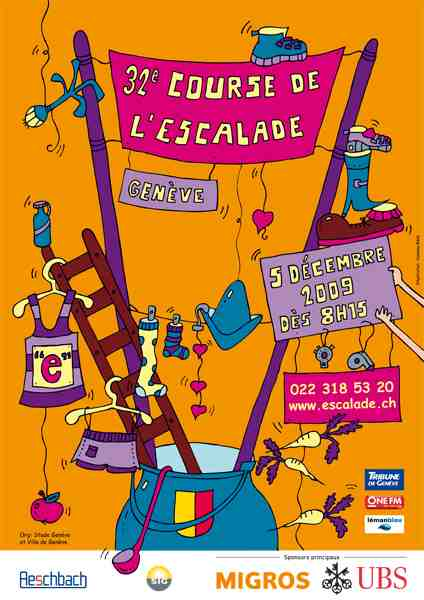 32e COURSE DE
L'ESCALADE
GENÈVE
5 DÉCEMBRE
2009
DÈS 8H15
"e"
022 318 53 20
www.escalade.ch
TRIBUNE
DE GENÈVE
ONE FM
lémanbleu
Org: Stade Genève
et Ville de Genève
Sponsors principaux
Aeschbach
SIG
MIGROS
UBS